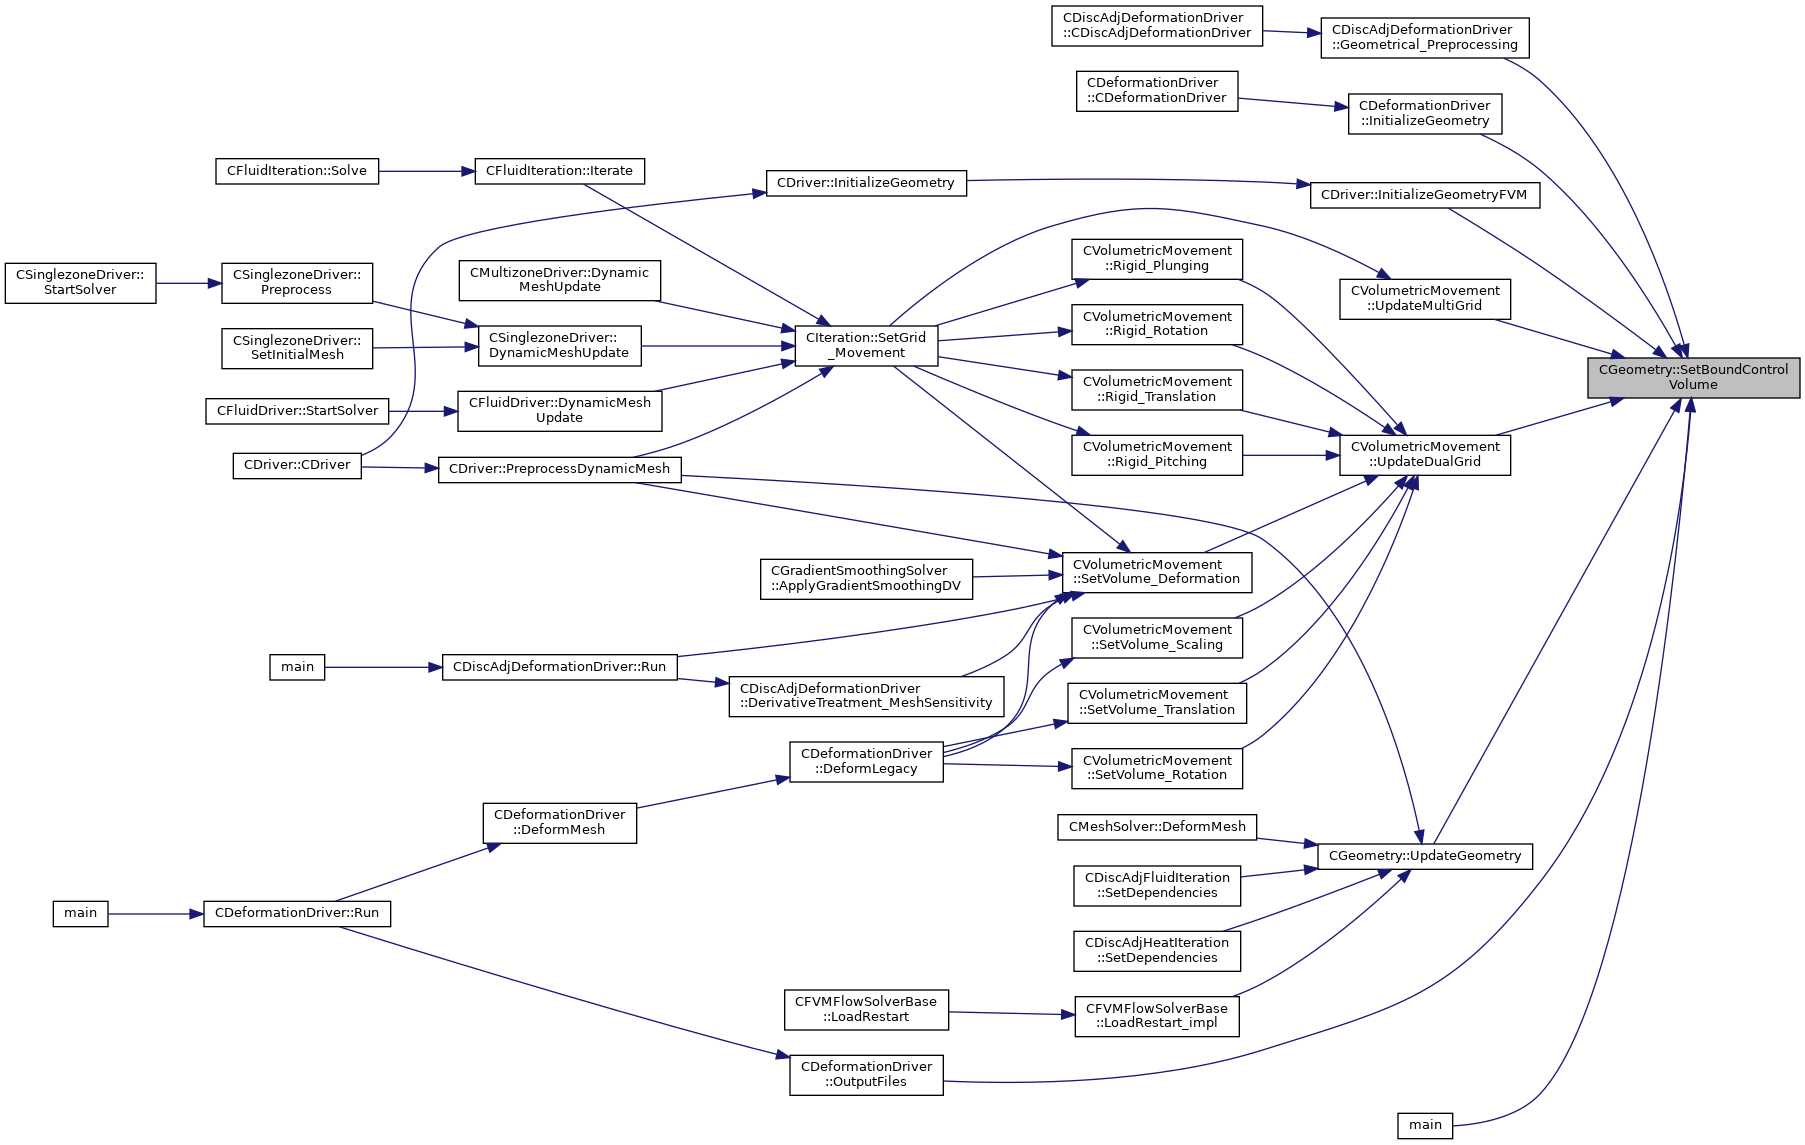 CDiscAdjDeformationDriver
::CDiscAdjDeformationDriver
CDiscAdjDeformationDriver
::Geometrical_Preprocessing
CDeformationDriver
::CDeformationDriver
CDeformationDriver
::InitializeGeometry
CFluidIteration::Solve
CFluidIteration::Iterate
CDriver::InitializeGeometry
CDriver::InitializeGeometryFVM
CSinglezoneDriver::
StartSolver
CSinglezoneDriver::
Preprocess
CMultizoneDriver::Dynamic
MeshUpdate
CVolumetricMovement
::Rigid_Plunging
CVolumetricMovement
::UpdateMultiGrid
CSinglezoneDriver::
SetInitialMesh
CSinglezoneDriver::
DynamicMeshUpdate
CIteration::SetGrid
_Movement
CVolumetricMovement
::Rigid_Rotation
CGeometry::SetBoundControl
Volume
CFluidDriver::StartSolver
CFluidDriver::DynamicMesh
Update
CVolumetricMovement
::Rigid_Translation
CDriver::CDriver
CDriver::PreprocessDynamicMesh
CVolumetricMovement
::Rigid_Pitching
CVolumetricMovement
::UpdateDualGrid
CGradientSmoothingSolver
::ApplyGradientSmoothingDV
CVolumetricMovement
::SetVolume_Deformation
CVolumetricMovement
::SetVolume_Scaling
main
CDiscAdjDeformationDriver::Run
CDiscAdjDeformationDriver
::DerivativeTreatment_MeshSensitivity
CVolumetricMovement
::SetVolume_Translation
CDeformationDriver
::DeformLegacy
CVolumetricMovement
::SetVolume_Rotation
CDeformationDriver
::DeformMesh
CMeshSolver::DeformMesh
CGeometry::UpdateGeometry
CDiscAdjFluidIteration
::SetDependencies
main
CDeformationDriver::Run
CDiscAdjHeatIteration
::SetDependencies
CFVMFlowSolverBase
::LoadRestart
CFVMFlowSolverBase
::LoadRestart_impl
CDeformationDriver
::OutputFiles
main